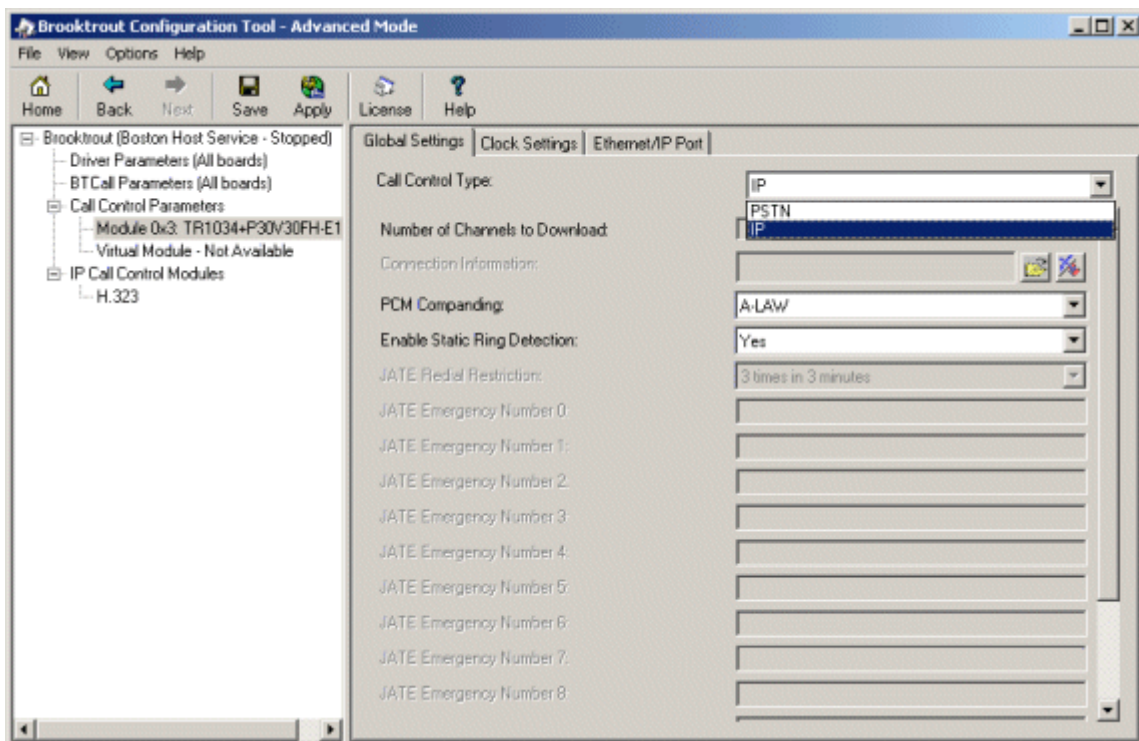 Brooktrout Configuration Tool - Advanced Mode
File View Options Help
Home Back Next Save Apply License Help
Brooktrout (Boston Host Service - Stopped)
Driver Parameters (All boards)
BTCall Parameters (All boards)
Call Control Parameters
Module 0x3: TR1034+P30V30FH-E1
Virtual Module - Not Available
IP Call Control Modules
H.323
Global Settings Clock Settings Ethernet/IP Port
Call Control Type: IP
PSTN
IP
Number of Channels to Download:
Connection Information:
PCM Companding: A-LAW
Enable Static Ring Detection: Yes
JATE Redial Restriction: 3 times in 3 minutes
JATE Emergency Number 0:
JATE Emergency Number 1:
JATE Emergency Number 2:
JATE Emergency Number 3:
JATE Emergency Number 4:
JATE Emergency Number 5:
JATE Emergency Number 6:
JATE Emergency Number 7:
JATE Emergency Number 8: